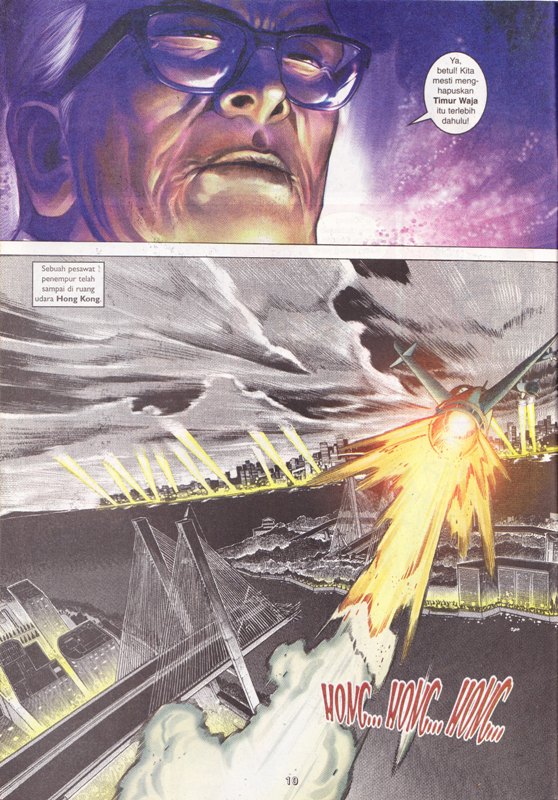 Ya,
betul! Kita
mesti meng-
hapuskan
Timur Waja
itu terlebih
dahulu!
Sebuah pesawat
penempur telah
sampai di ruang
udara Hong Kong.
HONG... HONG... HONG...
10